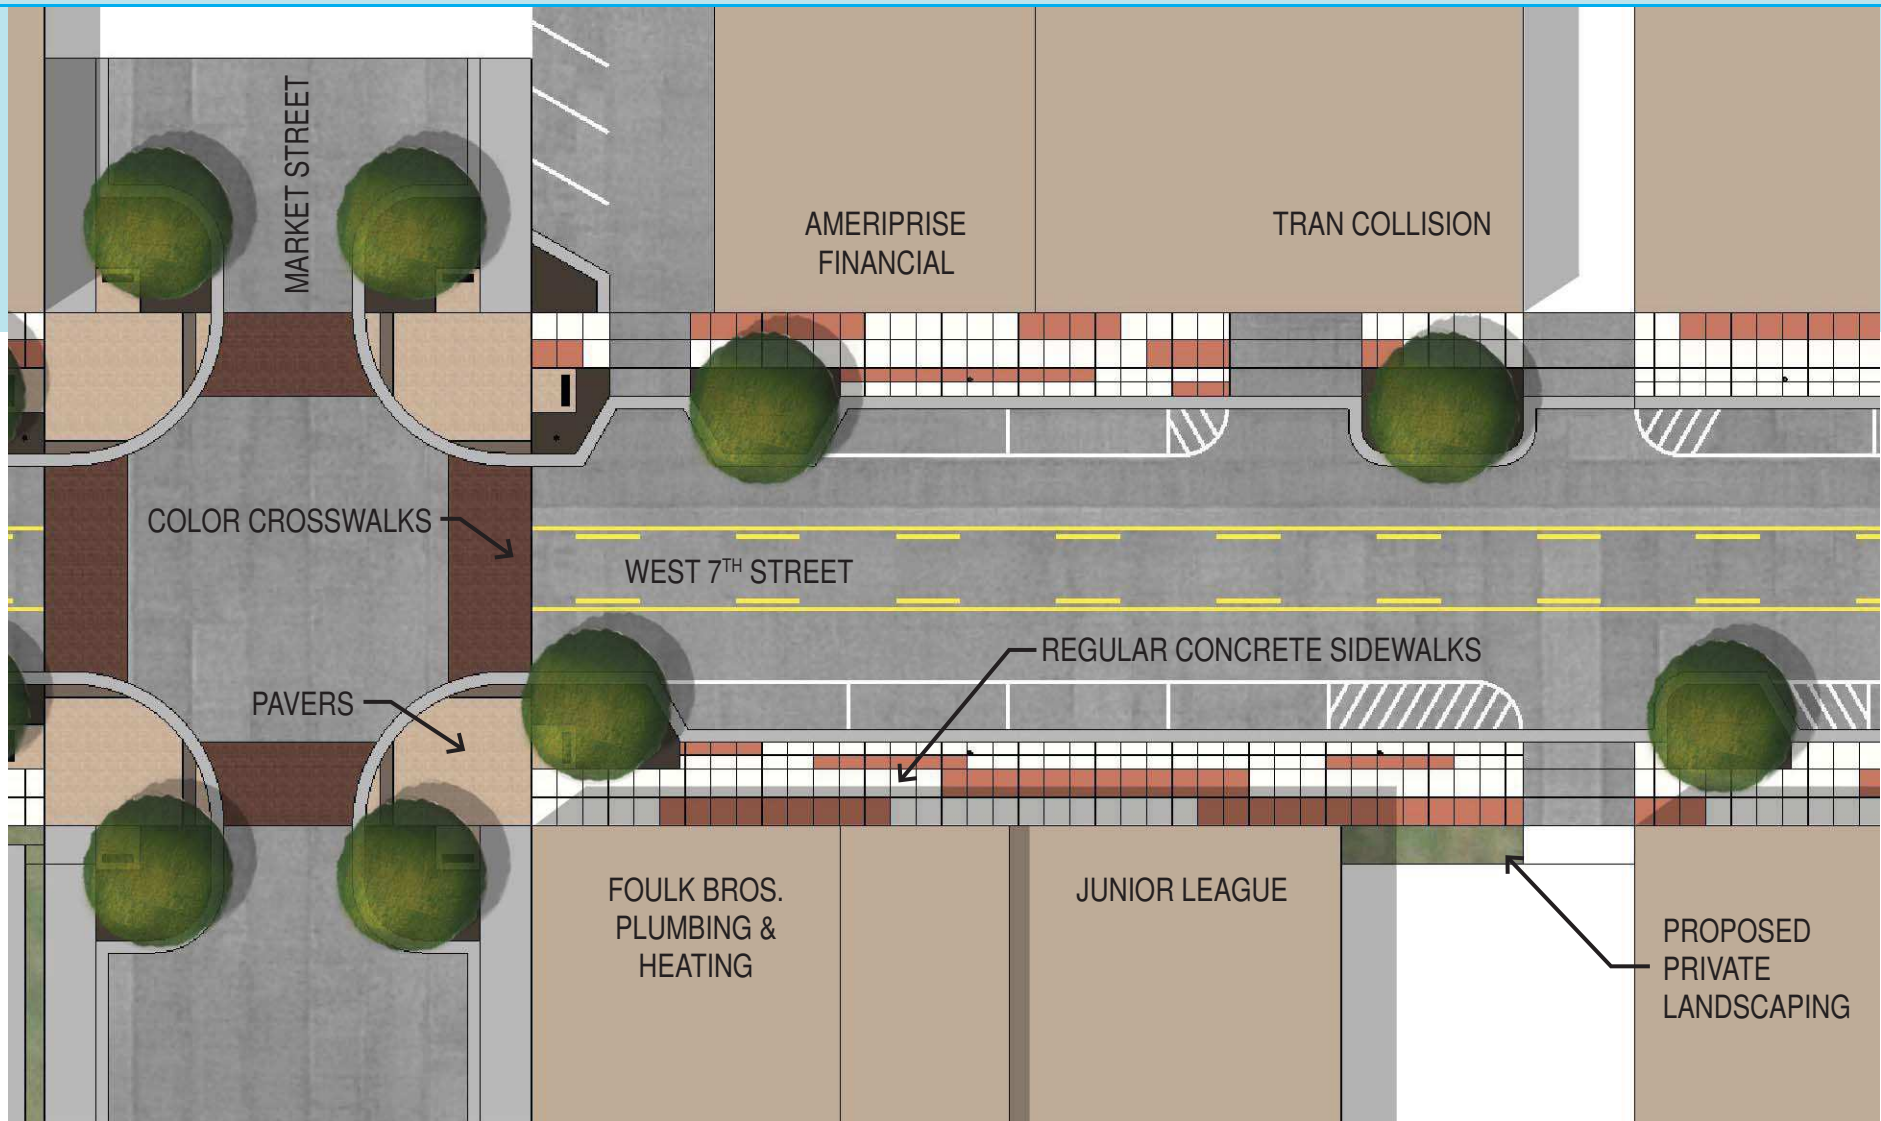 MARKET STREET
AMERIPRISE
FINANCIAL
TRAN COLLISION
COLOR CROSSWALKS
WEST 7TH STREET
REGULAR CONCRETE SIDEWALKS
PAVERS
FOULK BROS.
PLUMBING &
HEATING
JUNIOR LEAGUE
PROPOSED
PRIVATE
LANDSCAPING